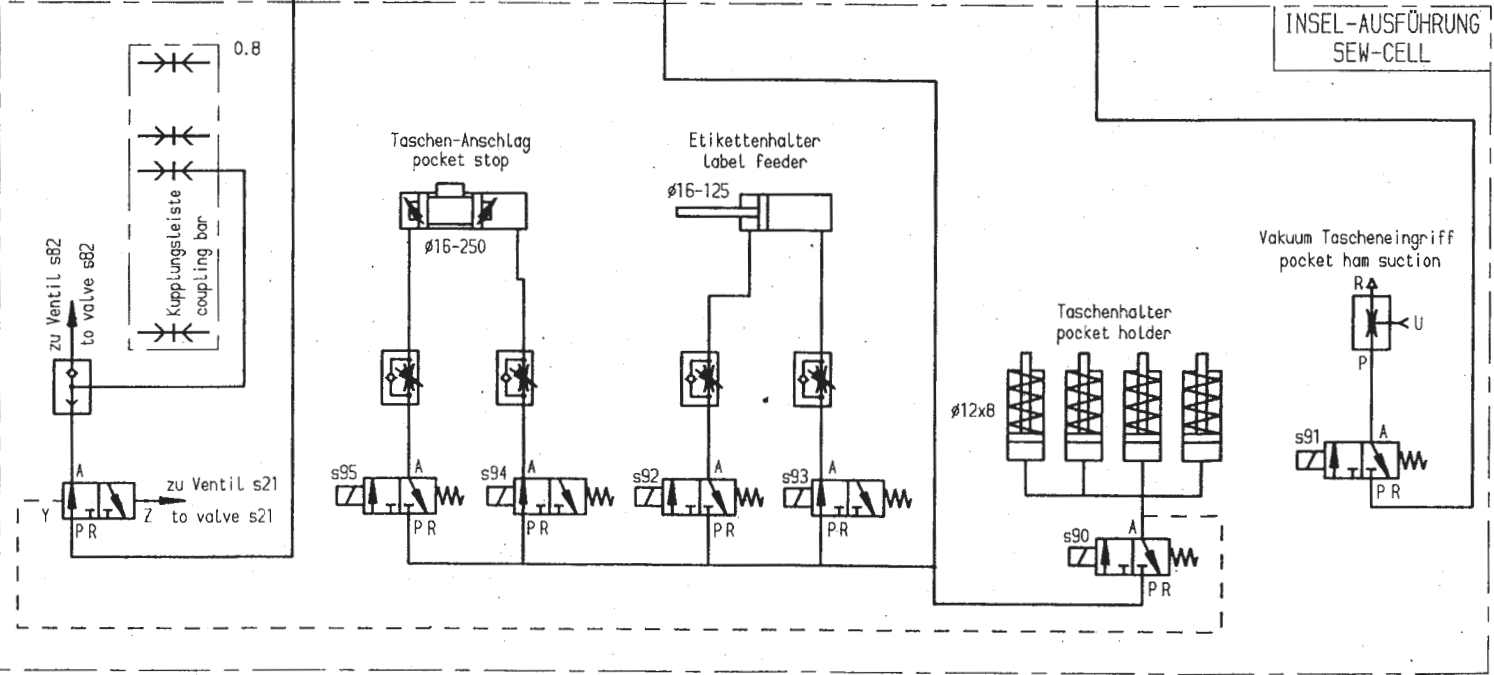 INSEL-AUSFÜHRUNG
SEW-CELL
0.8
Kupplungsleiste
coupling bar
zu Ventil s82
to valve s82
Taschen-Anschlag
pocket stop
ø16-250
Etikettenhalter
label feeder
ø16-125
Vakuum Tascheneingriff
pocket ham suction
R
U
P
Taschenhalter
pocket holder
ø12x8
A
zu Ventil s21
to valve s21
Y
Z
P R
s95
A
P R
s94
A
P R
s92
A
P R
s93
A
P R
s90
A
P R
s91
A
P R